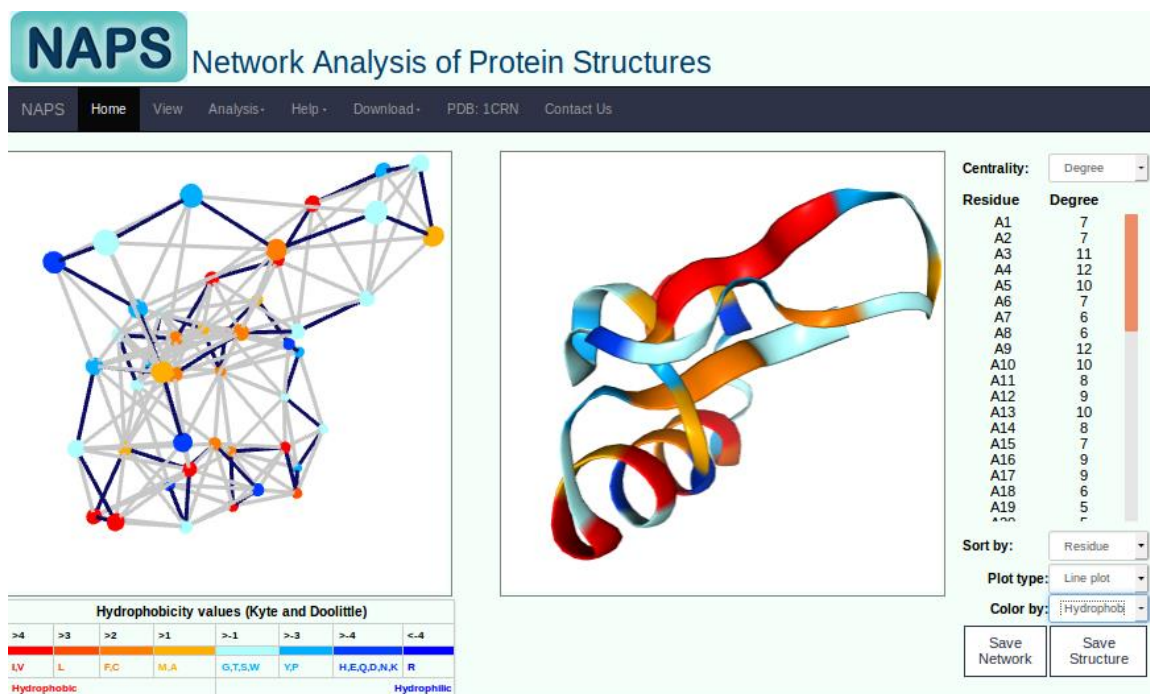 NAPS Network Analysis of Protein Structures
NAPS Home View Analysis Help Download PDB: 1CRN Contact Us
Centrality: Degree
Residue Degree
A1 7
A2 7
A3 11
A4 12
A5 10
A6 7
A7 6
A8 6
A9 12
A10 10
A11 8
A12 9
A13 10
A14 8
A15 7
A16 9
A17 9
A18 6
A19 5
Sort by: Residue
Plot type: Line plot
Color by: Hydrophob
Save Network
Save Structure
Hydrophobicity values (Kyte and Doolittle)
>4 >3 >2 >1 >-1 >-3 >-4 <-4
I,V L F,C M,A G,T,S,W Y,P H,E,Q,D,N,K R
Hydrophobic Hydrophilic